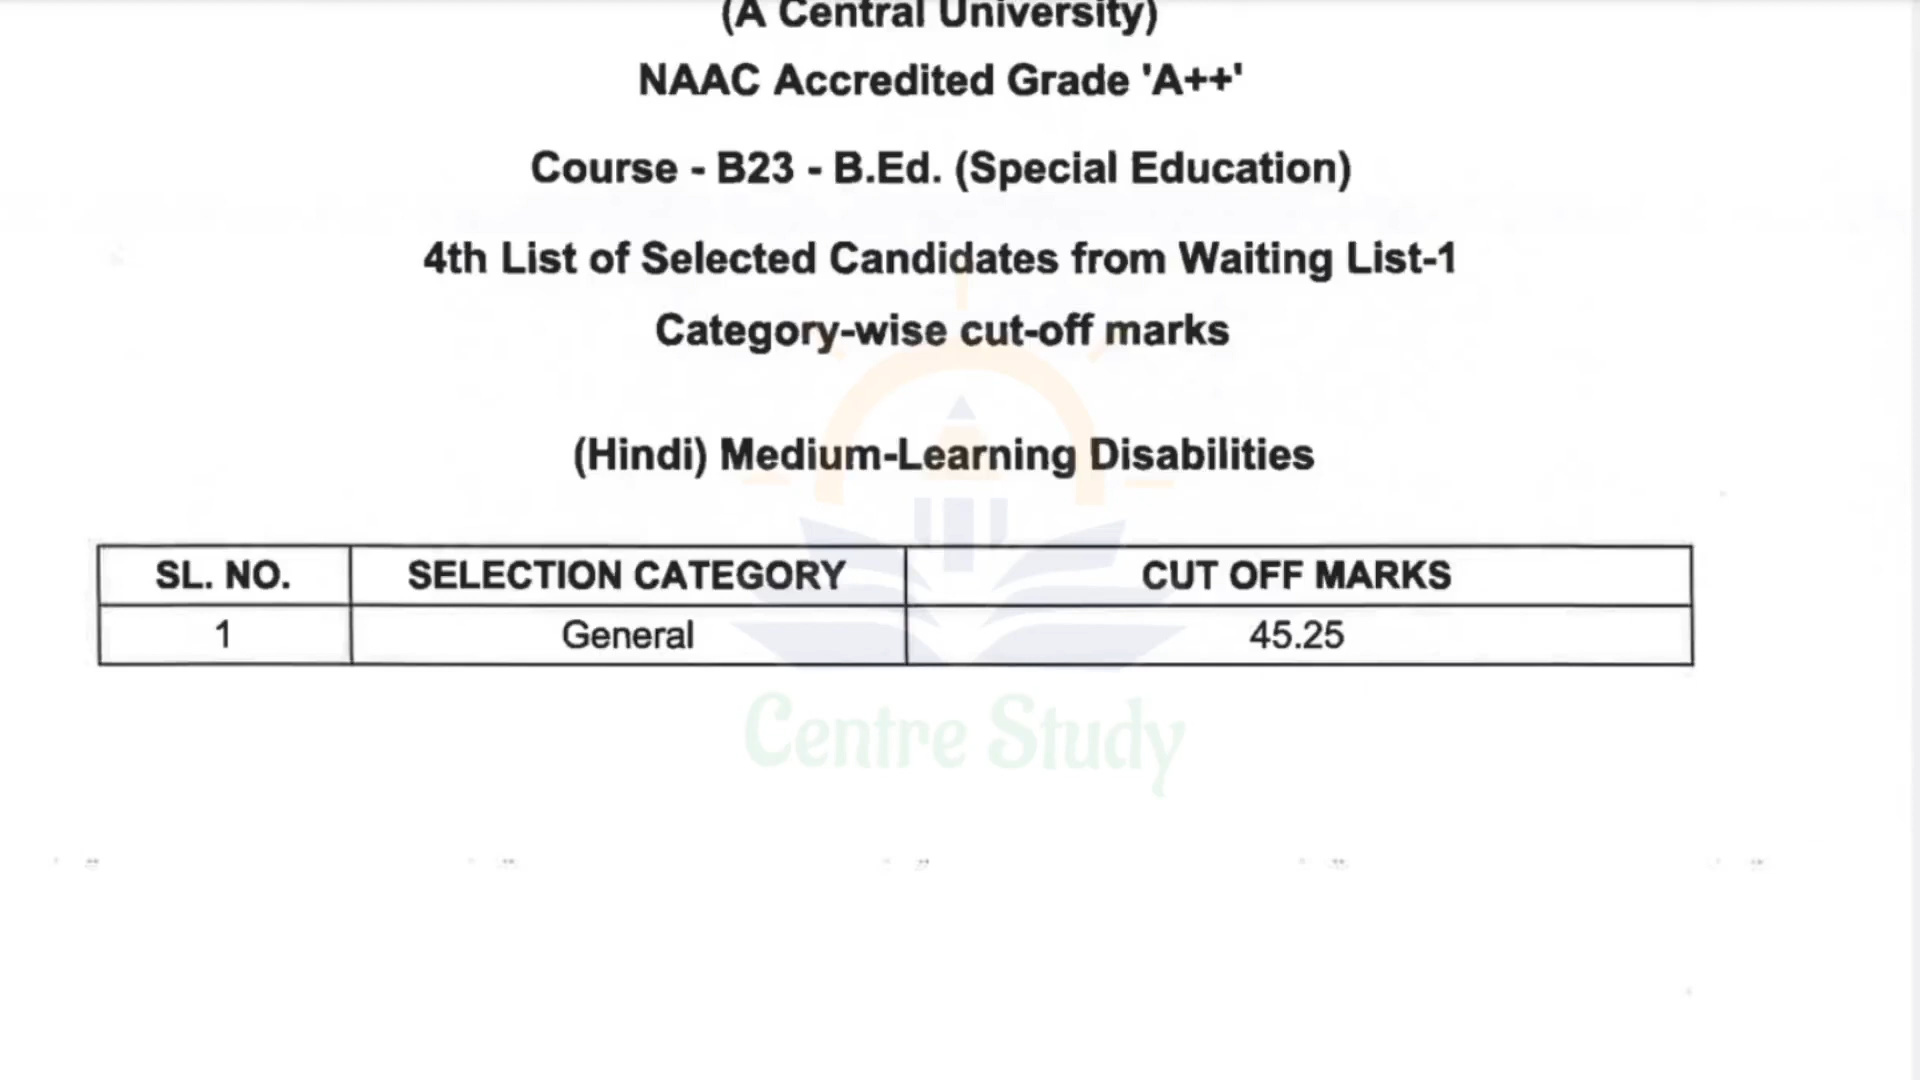 (A Central University)
NAAC Accredited Grade 'A++'
Course - B23 - B.Ed. (Special Education)
4th List of Selected Candidates from Waiting List-1
Category-wise cut-off marks
(Hindi) Medium-Learning Disabilities
SL. NO. SELECTION CATEGORY CUT OFF MARKS
1 General 45.25
Centre Study